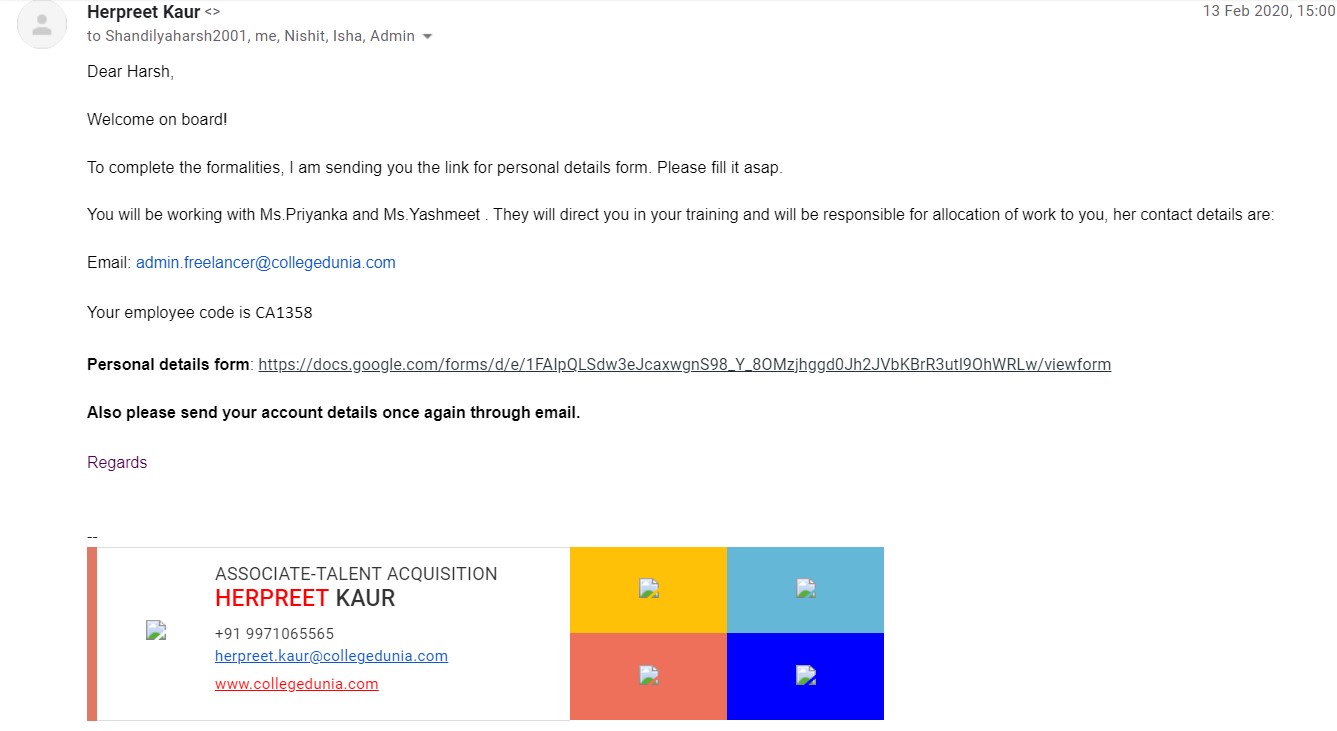 Herpreet Kaur <>
13 Feb 2020, 15:00
to Shandilyaharsh2001, me, Nishit, Isha, Admin
Dear Harsh,
Welcome on board!
To complete the formalities, I am sending you the link for personal details form. Please fill it asap.
You will be working with Ms.Priyanka and Ms.Yashmeet . They will direct you in your training and will be responsible for allocation of work to you, her contact details are:
Email: admin.freelancer@collegedunia.com
Your employee code is CA1358
Personal details form: https://docs.google.com/forms/d/e/1FAIpQLSdw3eJcaxwgnS98_Y_8OMzjhggd0Jh2JVbKBrR3utI9OhWRLw/viewform
Also please send your account details once again through email.
Regards
--
ASSOCIATE-TALENT ACQUISITION
HERPREET KAUR
+91 9971065565
herpreet.kaur@collegedunia.com
www.collegedunia.com